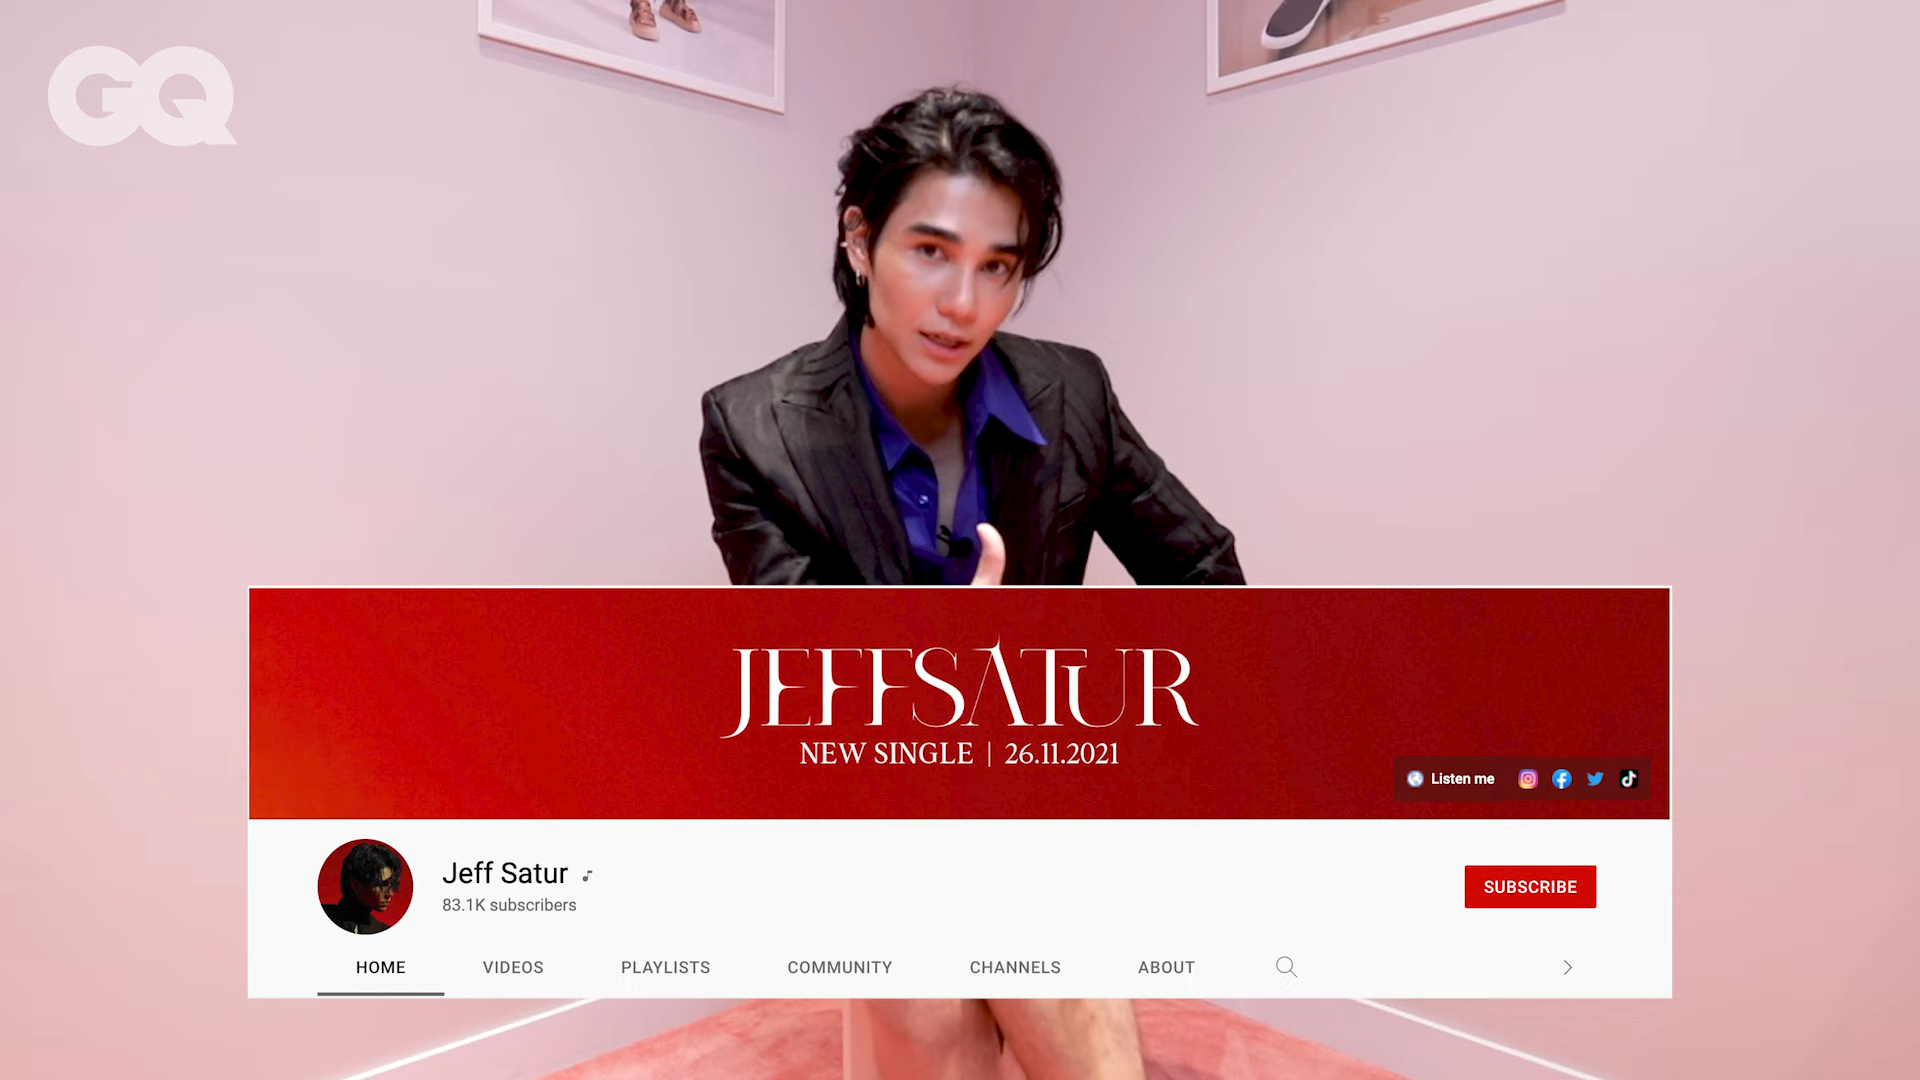 GQ
JEFFSATUR
NEW SINGLE | 26.11.2021
Listen me
Jeff Satur
83.1K subscribers
SUBSCRIBE
HOME VIDEOS PLAYLISTS COMMUNITY CHANNELS ABOUT